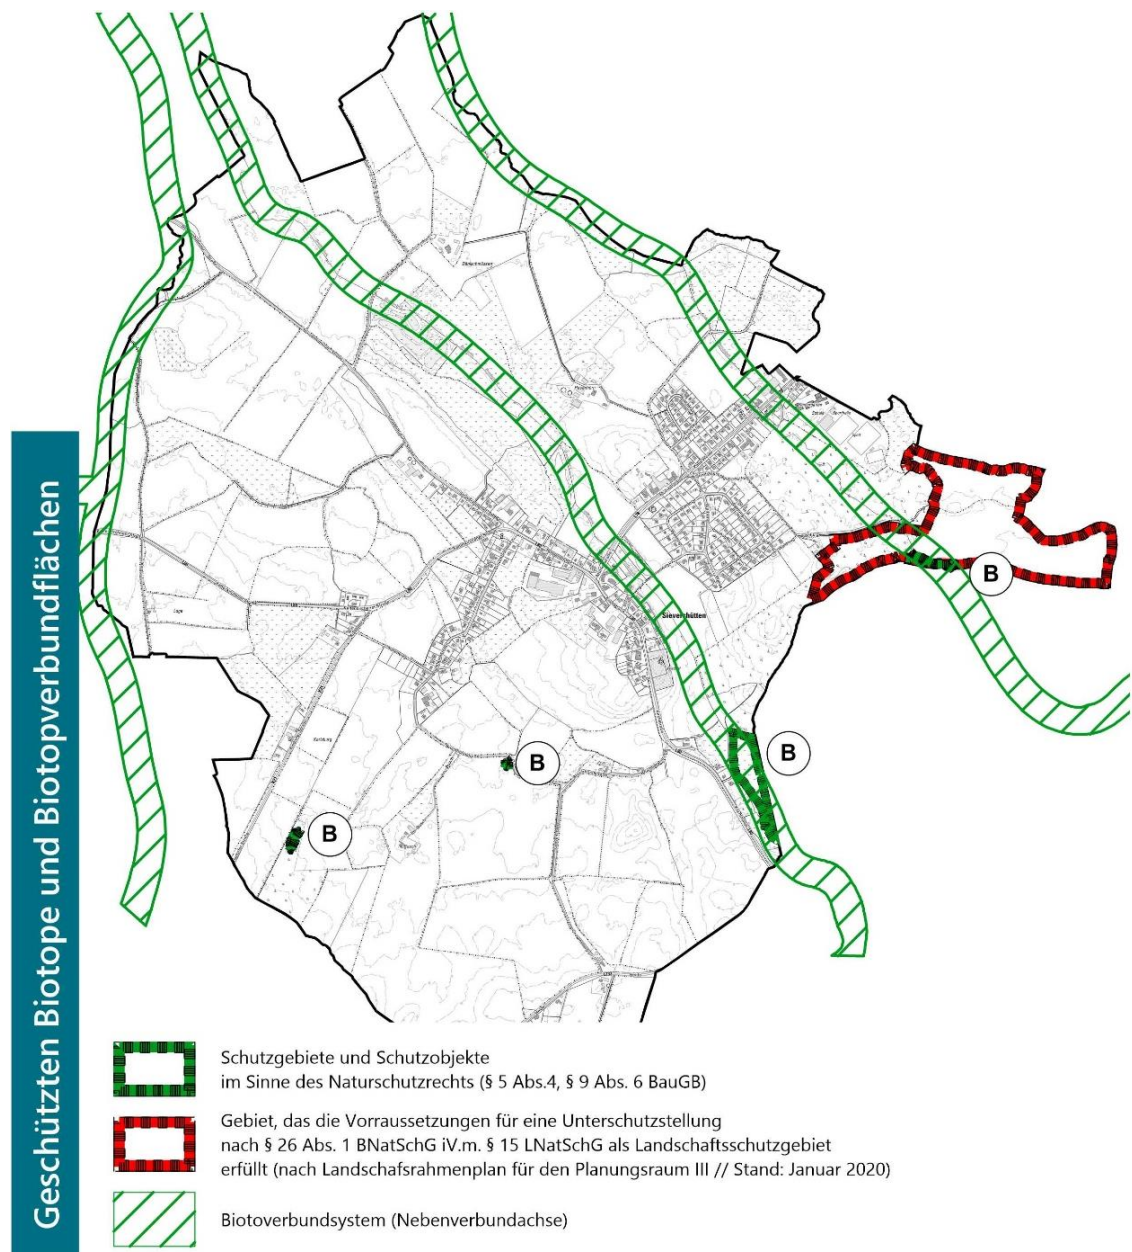 Geschützten Biotope und Biotopverbundflächen
Sievershütten
B
B
B
B
Schutzgebiete und Schutzobjekte
im Sinne des Naturschutzrechts (§ 5 Abs.4, § 9 Abs. 6 BauGB)
Gebiet, das die Vorraussetzungen für eine Unterschutzstellung
nach § 26 Abs. 1 BNatSchG iV.m. § 15 LNatSchG als Landschaftsschutzgebiet
erfüllt (nach Landschafsrahmenplan für den Planungsraum III // Stand: Januar 2020)
Biotoverbundsystem (Nebenverbundachse)